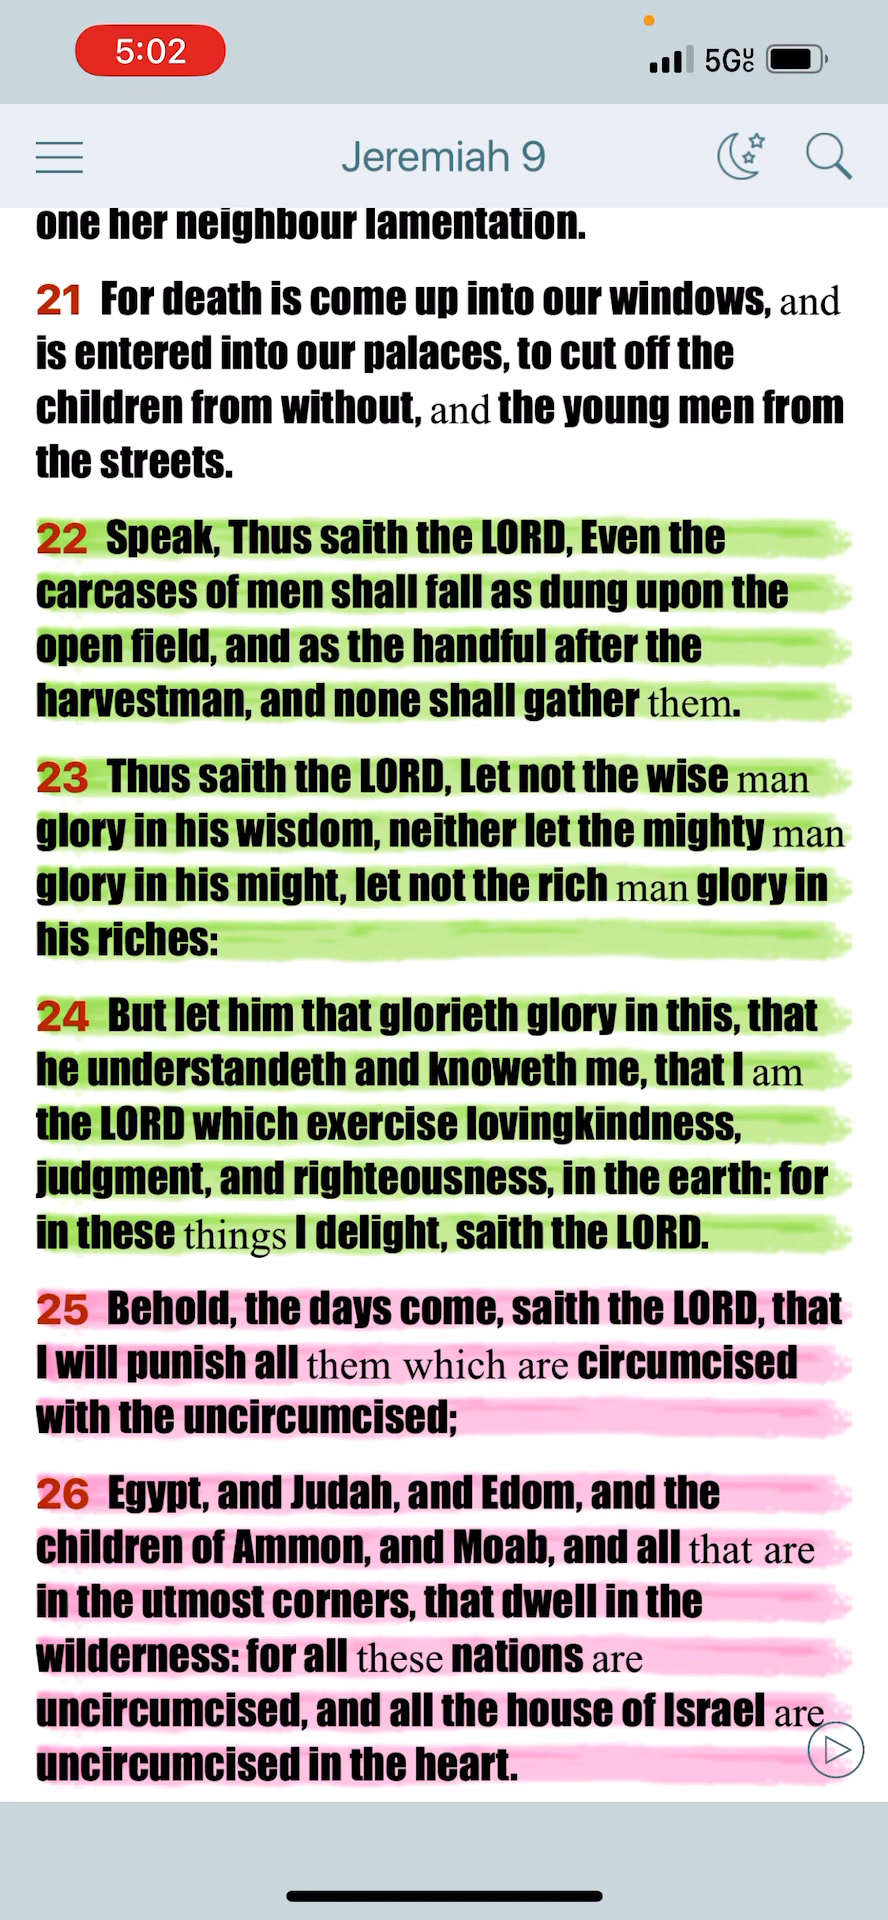 5:02
5G UC
Jeremiah 9
one her neighbour lamentation.
21 For death is come up into our windows, and
is entered into our palaces, to cut off the
children from without, and the young men from
the streets.
22 Speak, Thus saith the LORD, Even the
carcases of men shall fall as dung upon the
open field, and as the handful after the
harvestman, and none shall gather them.
23 Thus saith the LORD, Let not the wise man
glory in his wisdom, neither let the mighty man
glory in his might, let not the rich man glory in
his riches:
24 But let him that glorieth glory in this, that
he understandeth and knoweth me, that I am
the LORD which exercise lovingkindness,
judgment, and righteousness, in the earth: for
in these things I delight, saith the LORD.
25 Behold, the days come, saith the LORD, that
I will punish all them which are circumcised
with the uncircumcised;
26 Egypt, and Judah, and Edom, and the
children of Ammon, and Moab, and all that are
in the utmost corners, that dwell in the
wilderness: for all these nations are
uncircumcised, and all the house of Israel are
uncircumcised in the heart.